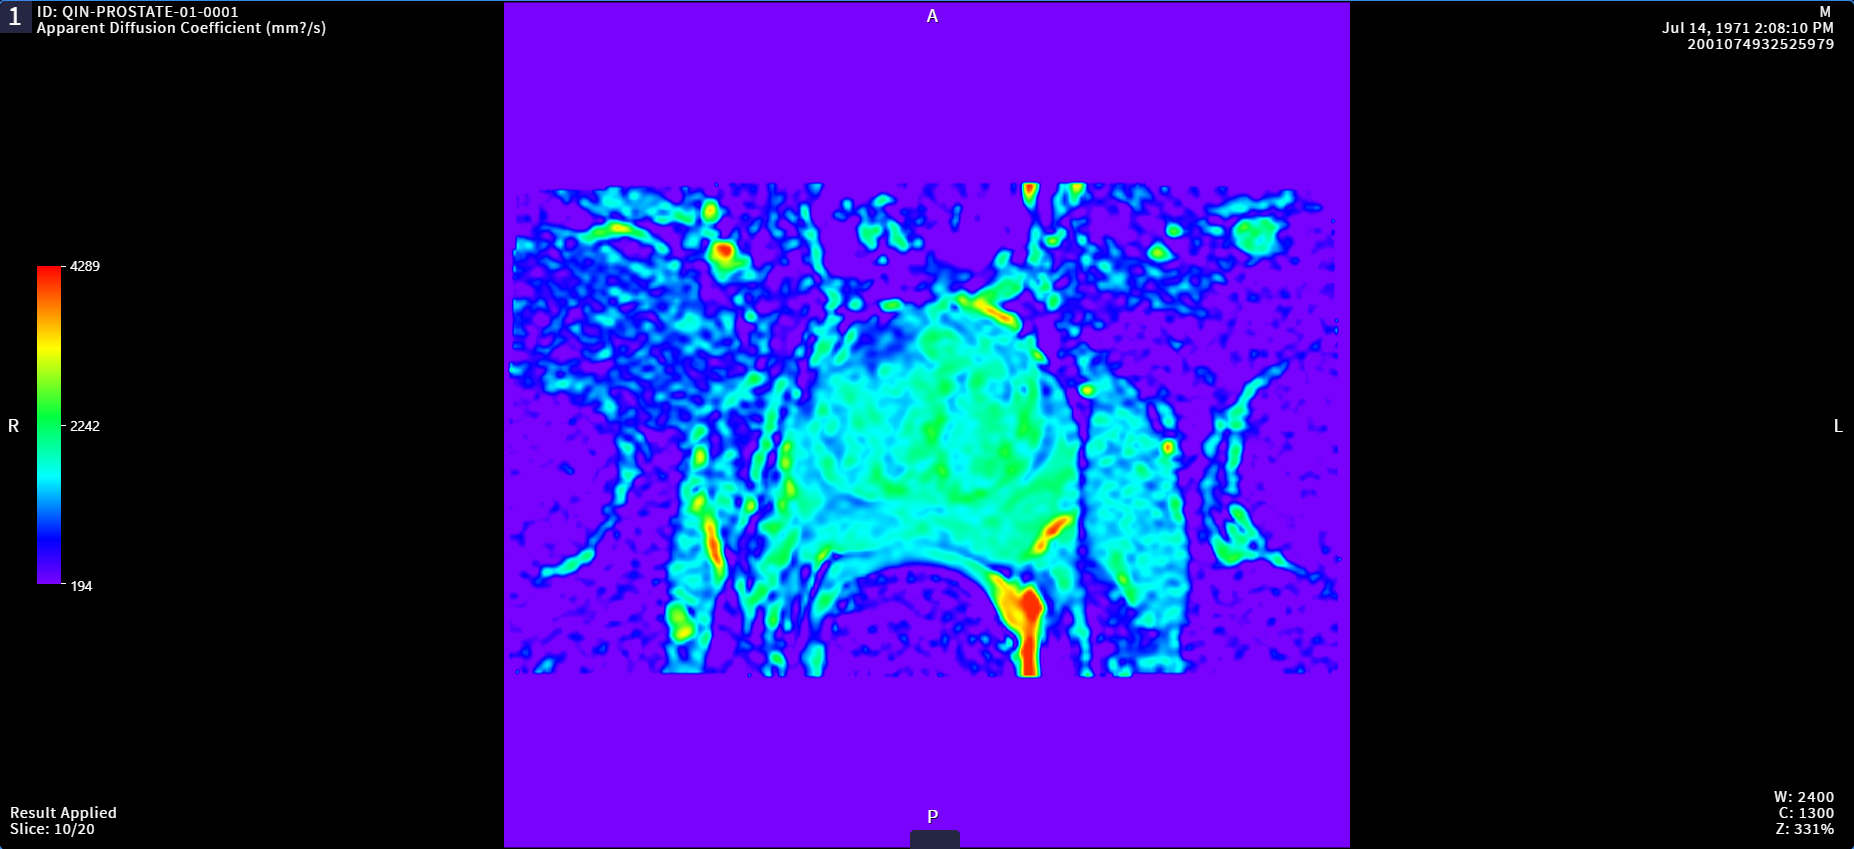 1
ID: QIN-PROSTATE-01-0001
Apparent Diffusion Coefficient (mm?/s)
M
Jul 14, 1971 2:08:10 PM
2001074932525979
A
4289
2242
194
R
L
P
Result Applied
Slice: 10/20
W: 2400
C: 1300
Z: 331%